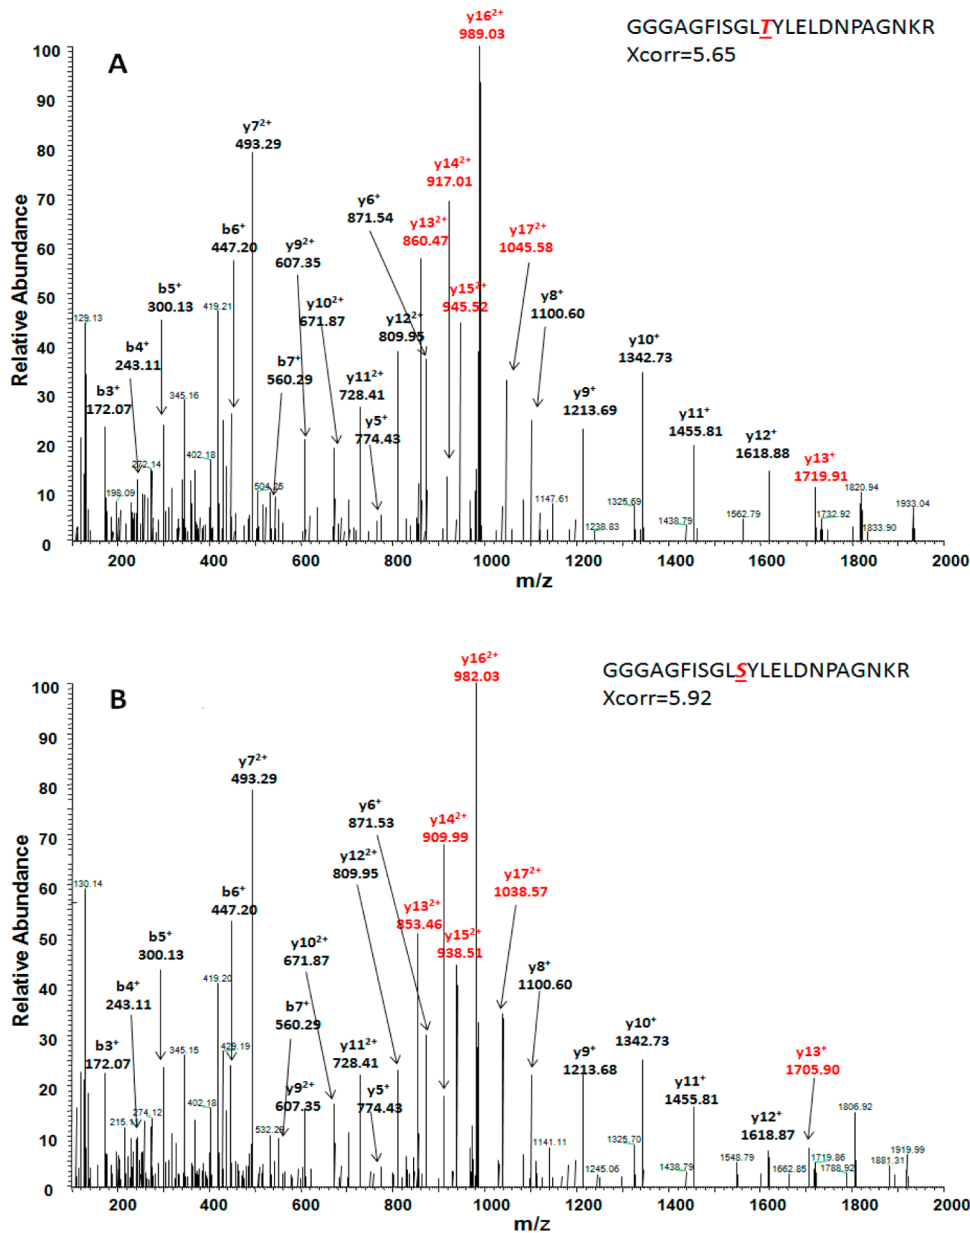 A
GGGAGFISGLTYLELDNPAGNKR
Xcorr=5.65
Relative Abundance
100
90
80
70
60
50
40
30
20
10
0
y16²⁺
989.03
y7²⁺
493.29
y14²⁺
917.01
y6⁺
871.54
y13²⁺
860.47
y17²⁺
1045.58
b6⁺
447.20
y9²⁺
607.35
b5⁺
300.13
419.21
y10²⁺
671.87
y15²⁺
945.52
y8⁺
1100.60
129.13
y12²⁺
809.95
b4⁺
243.11
b7⁺
560.29
y10⁺
1342.73
b3⁺
172.07
345.16
y11²⁺
728.41
y9⁺
1213.69
y5⁺
774.43
y11⁺
1455.81
y12⁺
1618.88
402.18
272.14
y13⁺
1719.91
198.09
504.25
1147.61
1238.83
1325.69
1438.79
1562.79
1732.92
1820.94
1833.90
1933.04
200
400
600
800
1000
1200
1400
1600
1800
2000
m/z
B
GGGAGFISGLSYLELDNPAGNKR
Xcorr=5.92
Relative Abundance
100
90
80
70
60
50
40
30
20
10
0
y16²⁺
982.03
y7²⁺
493.29
y6⁺
871.53
y14²⁺
909.99
y12²⁺
809.95
130.14
b6⁺
447.20
y17²⁺
1038.57
y13²⁺
853.46
b5⁺
300.13
y10²⁺
671.87
y15²⁺
938.51
419.20
b4⁺
243.11
b7⁺
560.29
y8⁺
1100.60
b3⁺
172.07
345.15
429.19
y11²⁺
728.41
y10⁺
1342.73
y9⁺
1213.68
y13⁺
1705.90
y9²⁺
607.35
y5⁺
774.43
y11⁺
1455.81
402.18
274.12
y12⁺
1618.87
1806.92
1141.11
1245.06
1325.70
1438.79
1548.79
1662.85
1719.86
1788.92
1881.31
1919.99
200
400
600
800
1000
1200
1400
1600
1800
2000
m/z